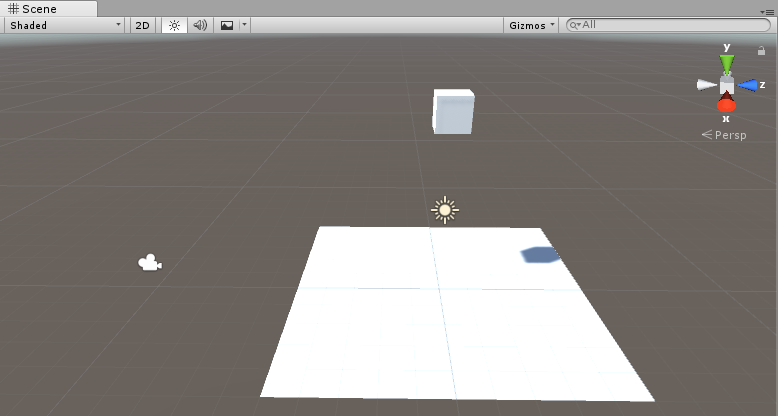 Scene
Shaded 2D Gizmos All
y
z
x
Persp